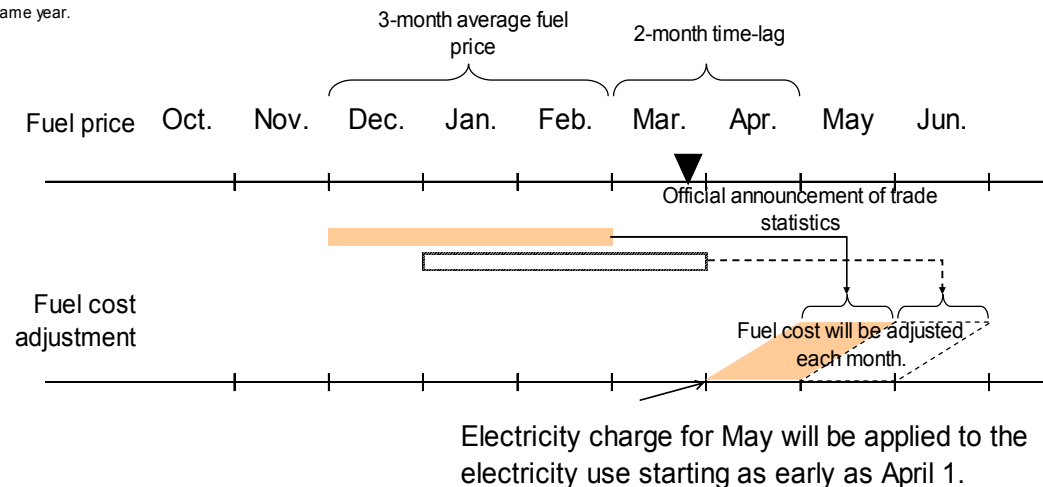 ame year.
3-month average fuel
price
2-month time-lag
Fuel price Oct. Nov. Dec. Jan. Feb. Mar. Apr. May Jun.
Official announcement of trade
statistics
Fuel cost
adjustment
Fuel cost will be adjusted
each month.
Electricity charge for May will be applied to the
electricity use starting as early as April 1.